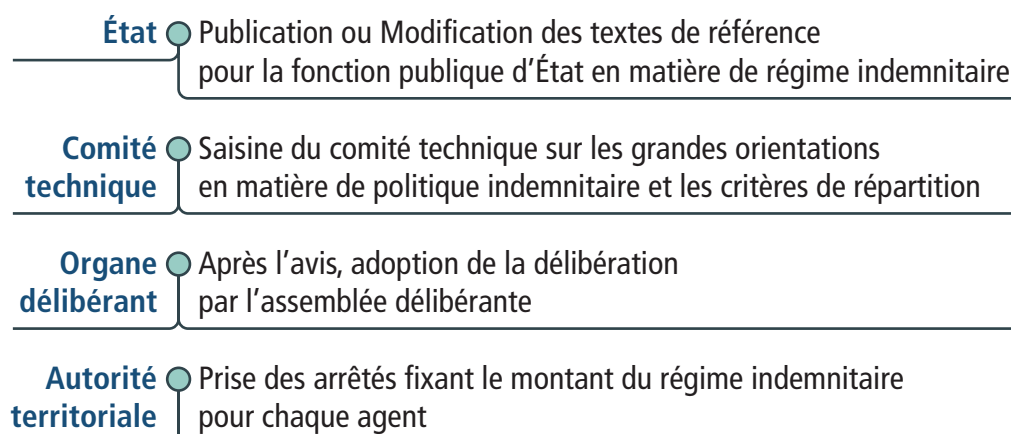 État
Publication ou Modification des textes de référence
pour la fonction publique d’État en matière de régime indemnitaire
Comité
technique
Saisine du comité technique sur les grandes orientations
en matière de politique indemnitaire et les critères de répartition
Organe
délibérant
Après l’avis, adoption de la délibération
par l’assemblée délibérante
Autorité
territoriale
Prise des arrêtés fixant le montant du régime indemnitaire
pour chaque agent